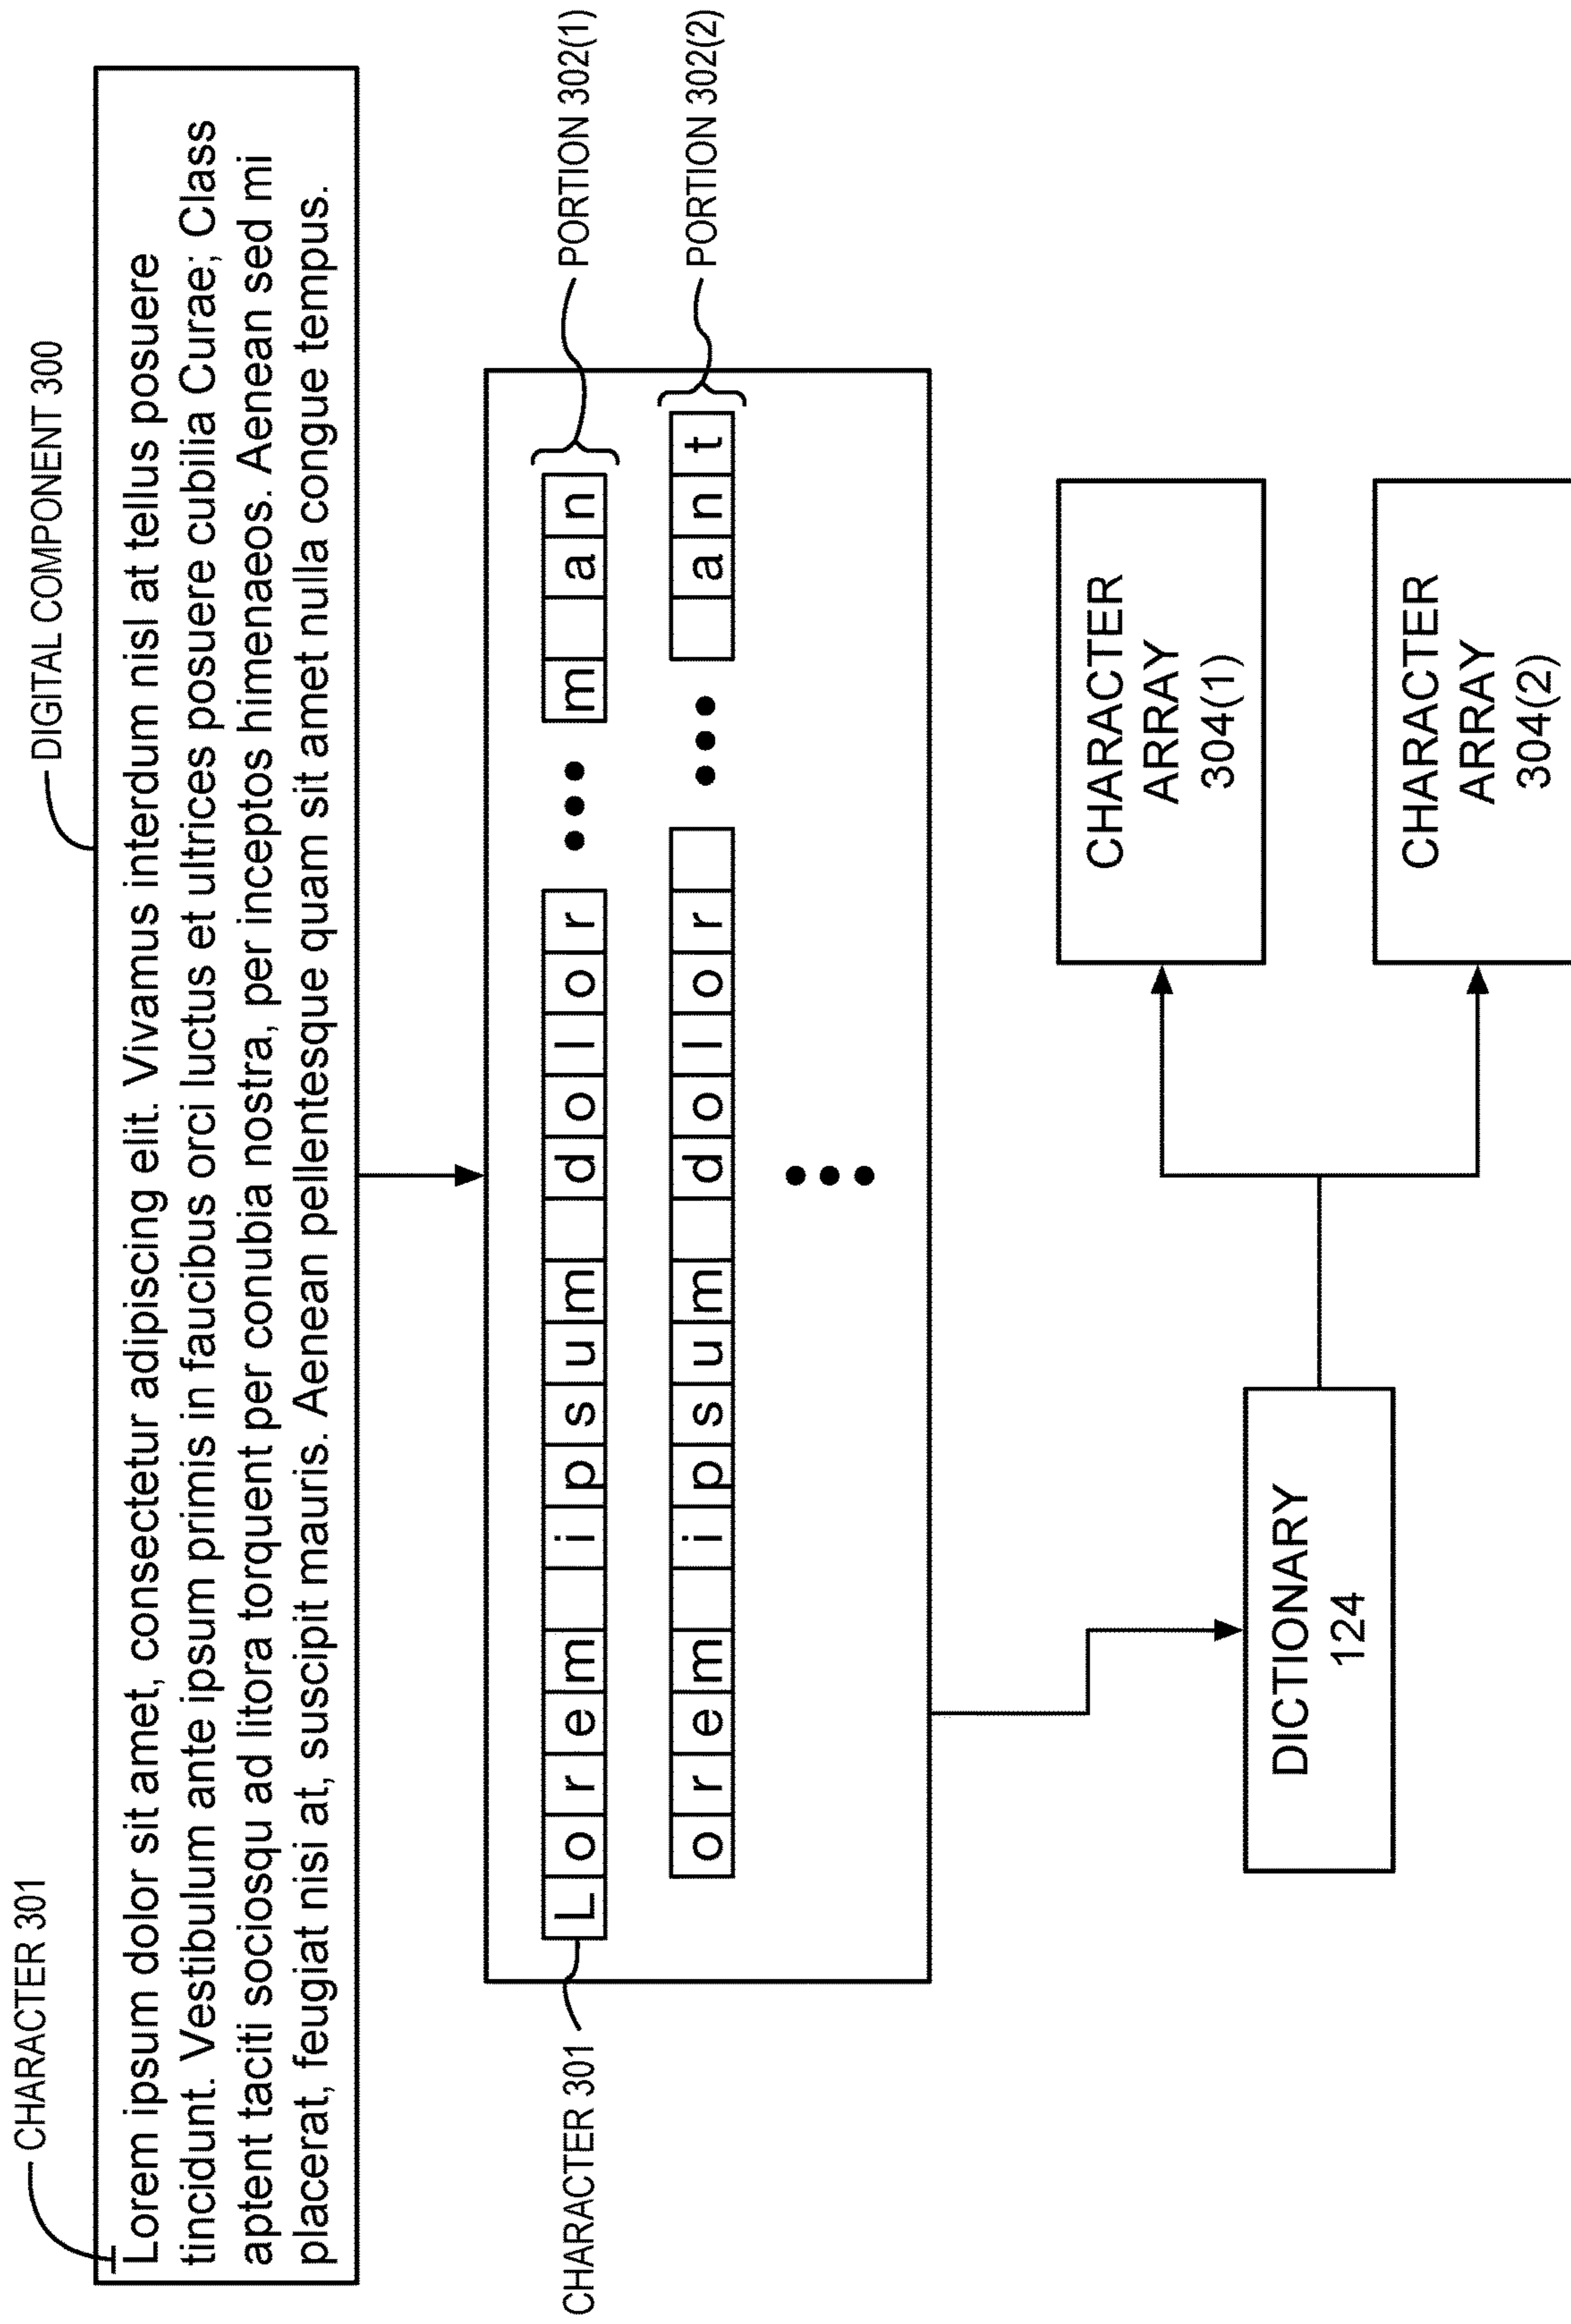 CHARACTER 301
DIGITAL COMPONENT 300
Lorem ipsum dolor sit amet, consectetur adipiscing elit. Vivamus interdum nisl at tellus posuere
tincidunt. Vestibulum ante ipsum primis in faucibus orci luctus et ultrices posuere cubilia Curae; Class
aptent taciti sociosqu ad litora torquent per conubia nostra, per inceptos himenaeos. Aenean sed mi
placerat, feugiat nisi at, suscipit mauris. Aenean pellentesque quam sit amet nulla congue tempus.
CHARACTER 301
L o r e m i p s u m d o l o r ••• m a n
PORTION 302(1)
o r e m i p s u m d o l o r ••• a n t
PORTION 302(2)
•••
DICTIONARY
124
CHARACTER
ARRAY
304(1)
CHARACTER
ARRAY
304(2)